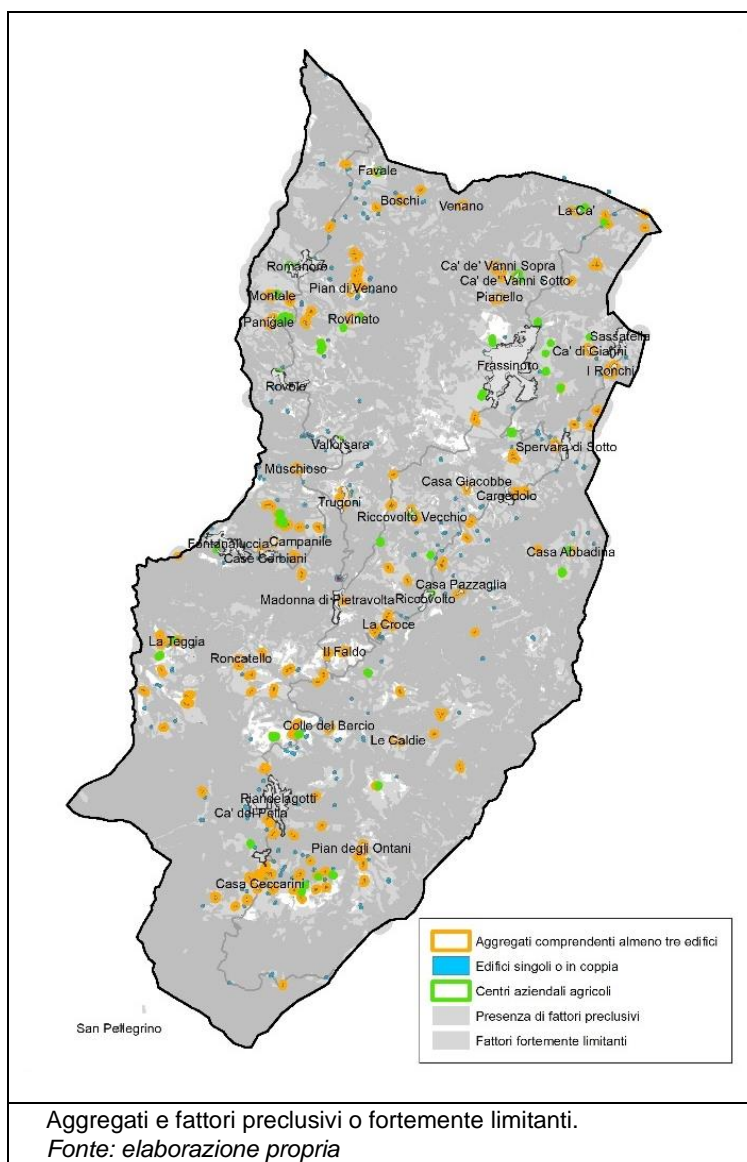 Favale
Boschi
Venano
La Ca'
Romanoro
Ca' de' Vanni Sopra
Pian di Venano
Ca' de' Vanni Sotto
Montale
Pianello
Panigale
Rovinato
Sassatella
Ca' di Gianni
Frassinoro
I Ronchi
Rovolo
Valoirsara
Spervara di Sotto
Muschioso
Casa Giacobbe
Trugoni
Cargedolo
Riccovolto Vecchio
Fontanaluccia
Campanile
Case Cerbiani
Casa Abbadina
Casa Pazzaglia
Madonna di Pietravolta
Riccovolto
La Croce
La Teggia
Roncatello
Il Faldo
Colle del Bercio
Le Caldie
Piandelagotti
Ca' del Pella
Pian degli Ontani
Casa Ceccarini
San Pellegrino
Aggregati comprendenti almeno tre edifici
Edifici singoli o in coppia
Centri aziendali agricoli
Presenza di fattori preclusivi
Fattori fortemente limitanti
Aggregati e fattori preclusivi o fortemente limitanti.
Fonte: elaborazione propria